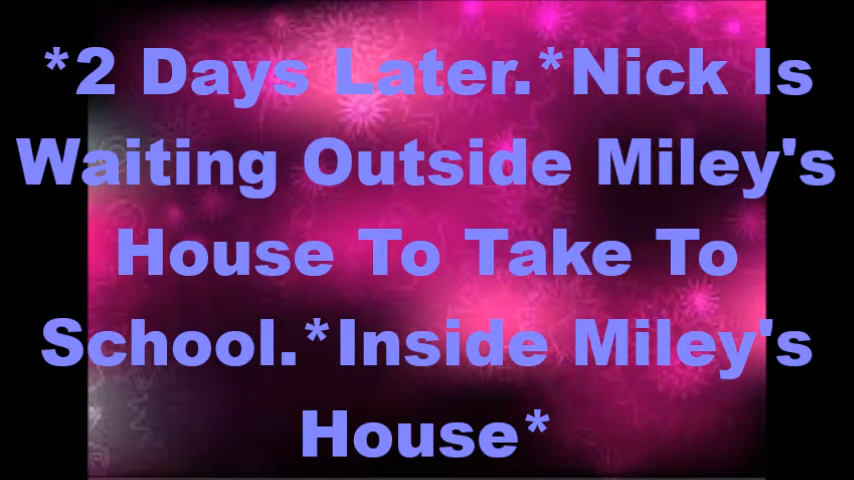 *2 Days Later.*Nick Is
Waiting Outside Miley's
House To Take To
School.*Inside Miley's
House*